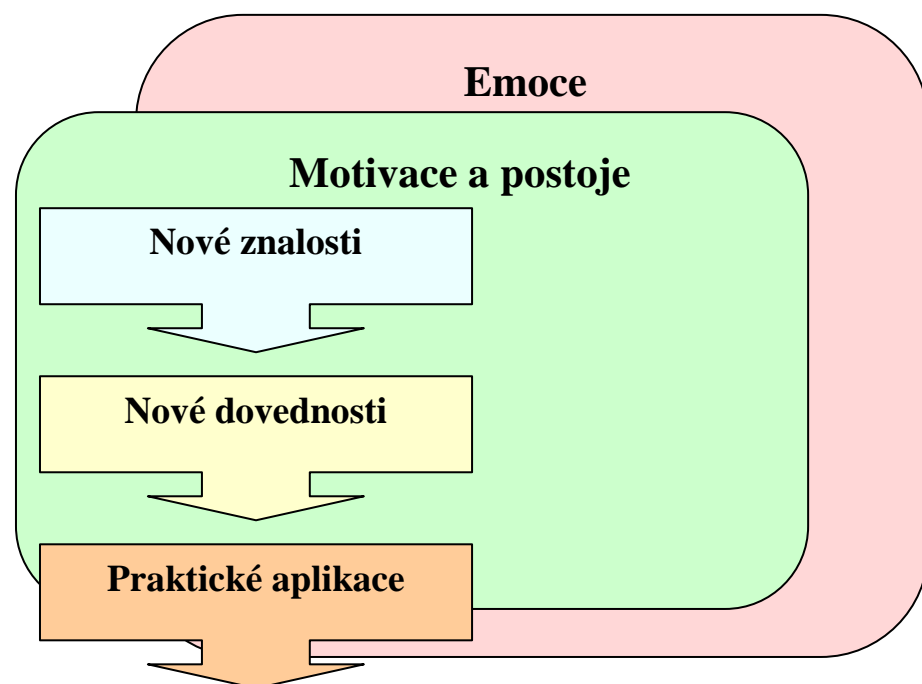 Emoce
Motivace a postoje
Nové znalosti
Nové dovednosti
Praktické aplikace